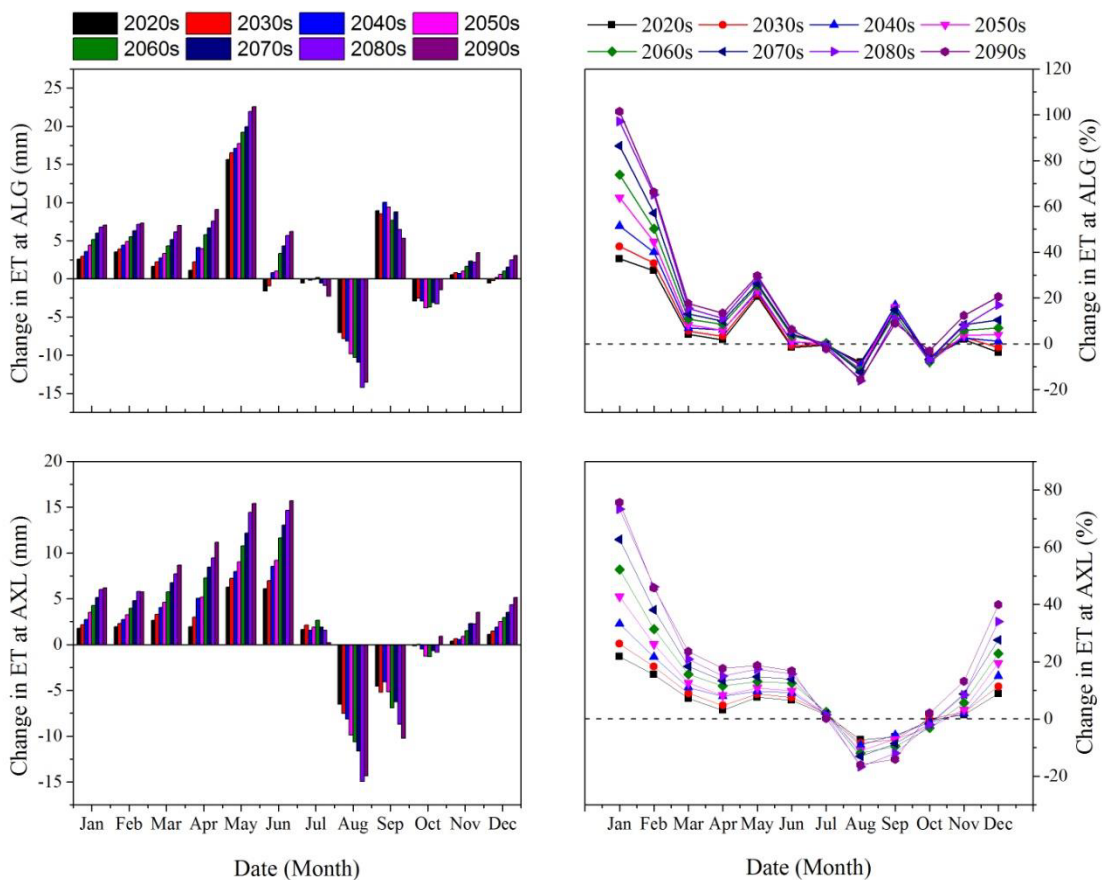 2020s 2030s 2040s 2050s
2060s 2070s 2080s 2090s
2020s 2030s 2040s 2050s
2060s 2070s 2080s 2090s
Change in ET at ALG (mm)
25
20
15
10
5
0
-5
-10
-15
120
100
80
60
40
20
0
-20
Change in ET at ALG (%)
Change in ET at AXL (mm)
20
15
10
5
0
-5
-10
-15
80
60
40
20
0
-20
Change in ET at AXL (%)
Jan Feb Mar Apr May Jun Jul Aug Sep Oct Nov Dec
Jan Feb Mar Apr May Jun Jul Aug Sep Oct Nov Dec
Date (Month)
Date (Month)